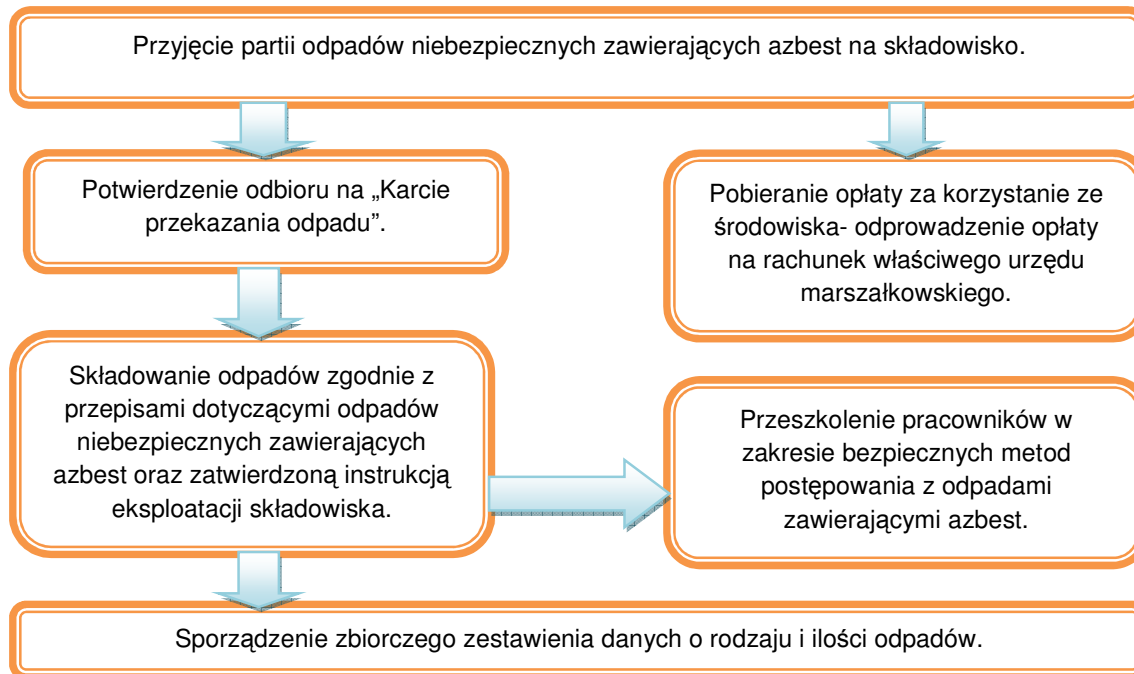 Przyjęcie partii odpadów niebezpiecznych zawierających azbest na składowisko.
Potwierdzenie odbioru na „Karcie
przekazania odpadu”.
Pobieranie opłaty za korzystanie ze
środowiska- odprowadzenie opłaty
na rachunek właściwego urzędu
marszałkowskiego.
Składowanie odpadów zgodnie z
przepisami dotyczącymi odpadów
niebezpiecznych zawierających
azbest oraz zatwierdzoną instrukcją
eksploatacji składowiska.
Przeszkolenie pracowników w
zakresie bezpiecznych metod
postępowania z odpadami
zawierającymi azbest.
Sporządzenie zbiorczego zestawienia danych o rodzaju i ilości odpadów.